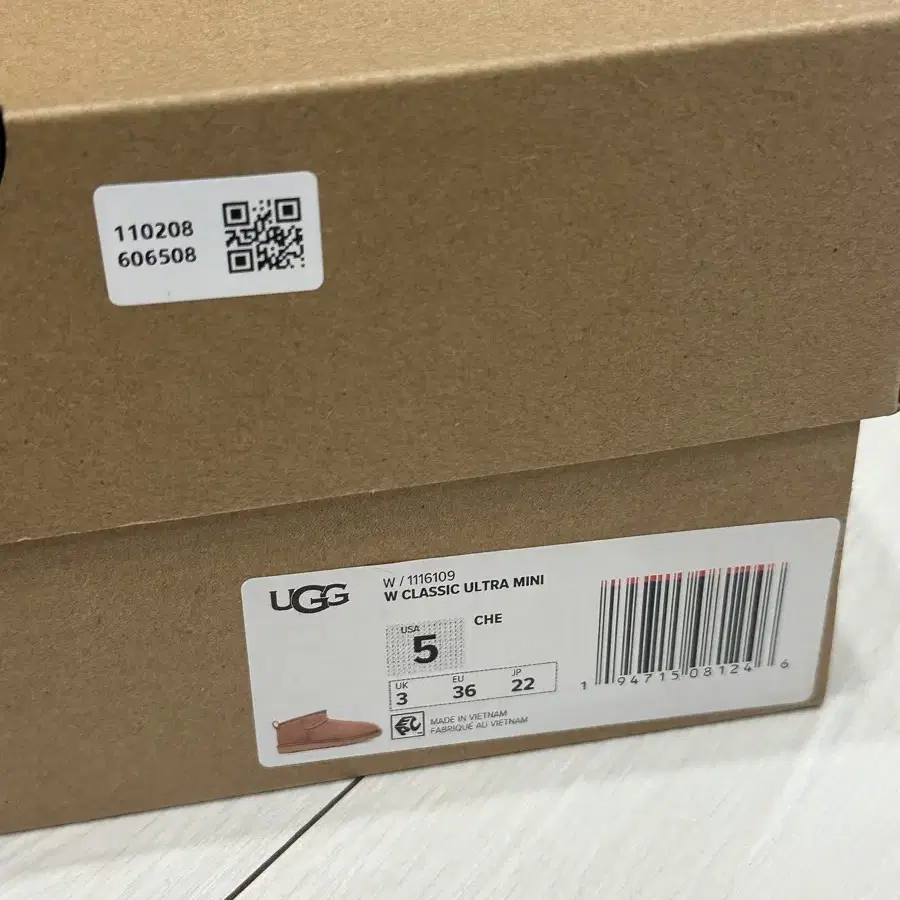 110208
606508
UGG
W / 1116109
W CLASSIC ULTRA MINI
CHE
USA
5
UK EU JP
3 36 22
MADE IN VIETNAM
FABRIQUÉ AU VIETNAM
1 94715 08124 6